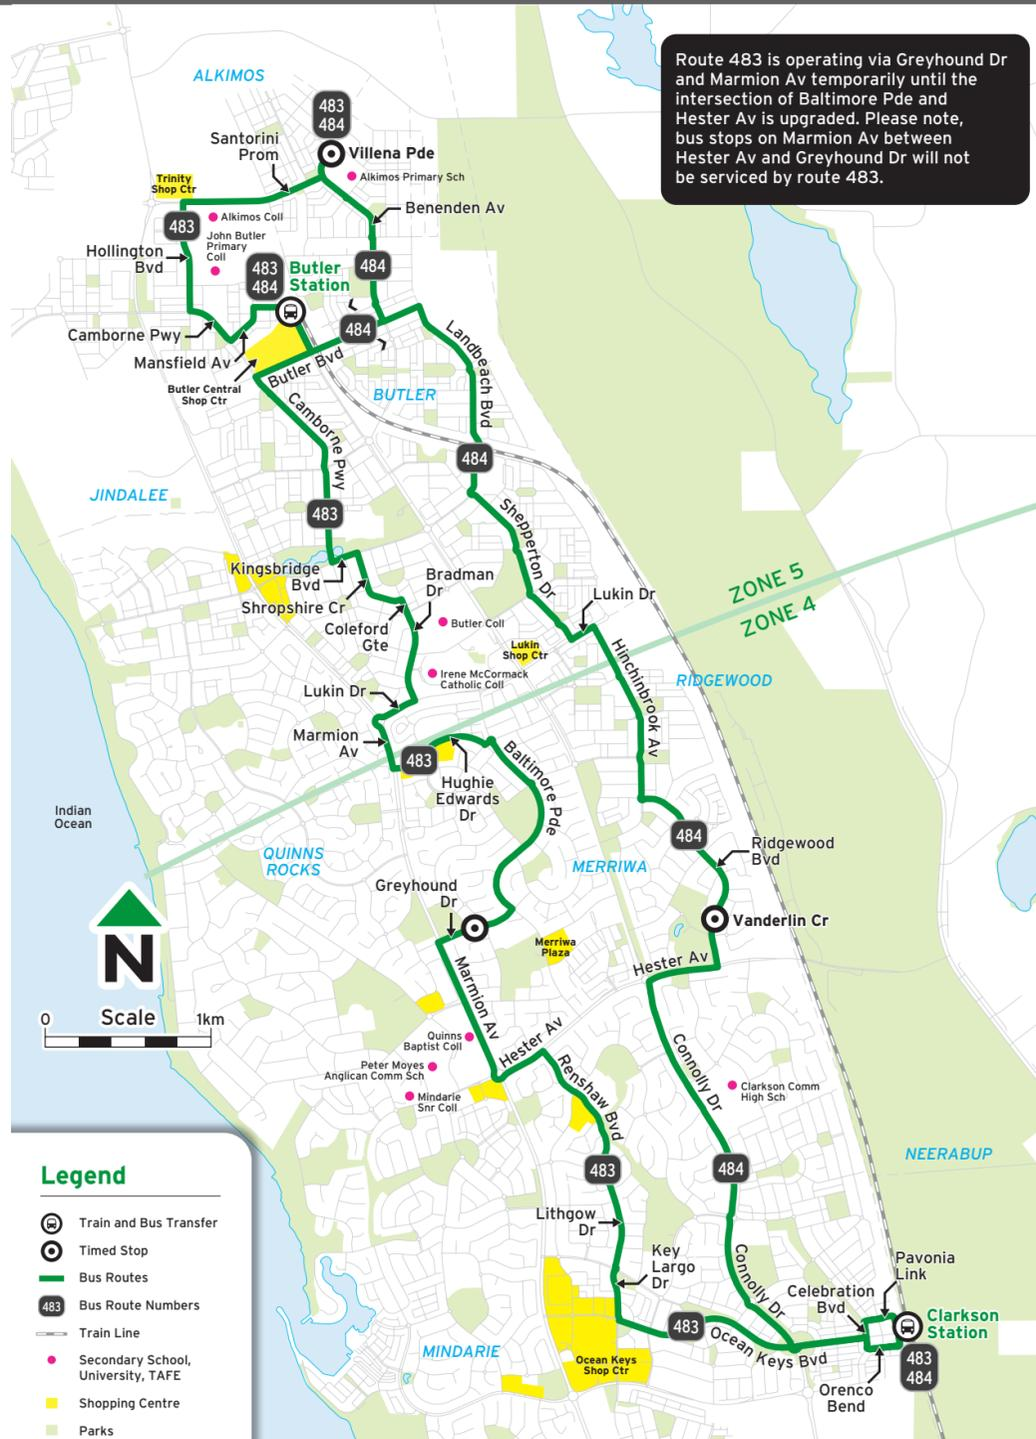 Route 483 is operating via Greyhound Dr
and Marmion Av temporarily until the
intersection of Baltimore Pde and
Hester Av is upgraded. Please note,
bus stops on Marmion Av between
Hester Av and Greyhound Dr will not
be serviced by route 483.
ALKIMOS
483
484
Santorini
Prom
Villena Pde
Alkimos Primary Sch
Trinity
Shop Ctr
Benenden Av
483
Alkimos Coll
John Butler
Primary
Coll
Hollington
Bvd
483
484
Butler
Station
484
484
Camborne Pwy
Mansfield Av
Butler Central
Shop Ctr
Butler Bvd
Landbeach Bvd
BUTLER
Camborne Pwy
484
JINDALEE
483
Shepperton Dr
Kingsbridge
Bvd
Shropshire Cr
Bradman
Dr
Coleford
Gte
Butler Coll
Lukin Dr
ZONE 5
ZONE 4
Lukin
Shop Ctr
Irene McCormack
Catholic Coll
Hinchinbrook Av
RIDGEWOOD
Lukin Dr
Marmion
Av
483
Hughie
Edwards
Dr
Baltimore Pde
Indian
Ocean
484
Ridgewood
Bvd
QUINNS
ROCKS
MERRIWA
Greyhound
Dr
Vanderlin Cr
N
Merriwa
Plaza
Hester Av
Scale
0
1km
Marmion Av
Quinns
Baptist Coll
Hester Av
Peter Moyes
Anglican Comm Sch
Mindarie
Snr Coll
Renshaw Bvd
Connolly Dr
Clarkson Comm
High Sch
483
484
NEERABUP
Lithgow
Dr
Key
Largo
Dr
Connolly Dr
Pavonia
Link
Celebration
Bvd
Clarkson
Station
483
Ocean Keys Bvd
483
484
Orenco
Bend
MINDARIE
Ocean Keys
Shop Ctr
Legend
Train and Bus Transfer
Timed Stop
Bus Routes
483
Bus Route Numbers
Train Line
Secondary School,
University, TAFE
Shopping Centre
Parks